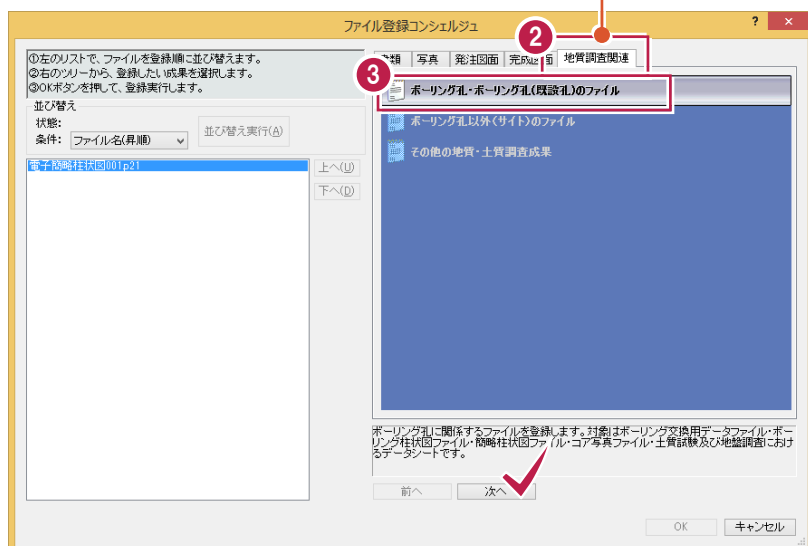 ファイル登録コンシェルジュ
? ×
①左のリストで、ファイルを登録順に並び替えます。
②右のツリーから、登録したい成果を選択します。
③OKボタンを押して、登録実行します。
並び替え
状態:
条件: ファイル名(昇順)
並び替え実行(A)
電子簡略柱状図001p21
上へ(U)
下へ(D)
2
類 写真 発注図面 完成図面 地質調査関連
3
ボーリング孔・ボーリング孔(既設孔)のファイル
ボーリング孔以外(サイト)のファイル
その他の地質・土質調査成果
ボーリング孔に関係するファイルを登録します。対象はボーリング交換用データファイル・ボー
リング柱状図ファイル・簡略柱状図ファイル・コア写真ファイル・土質試験及び地盤調査におけ
るデータシートです。
前へ 次へ
OK キャンセル